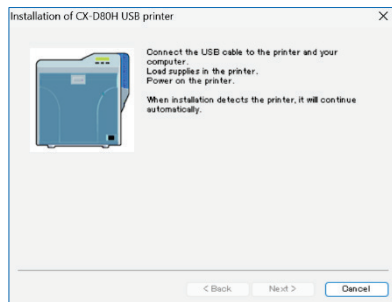 Installation of CX-D80H USB printer
Connect the USB cable to the printer and your
computer.
Load supplies in the printer.
Power on the printer.
When installation detects the printer, it will continue
automatically.
< Back
Next >
Cancel